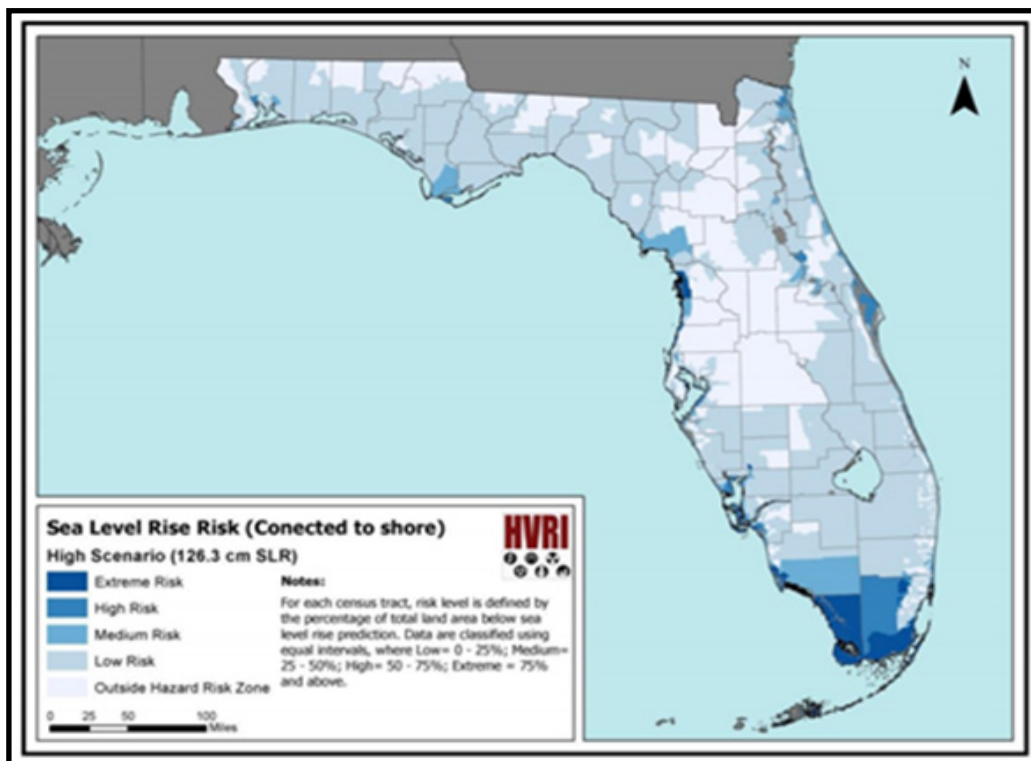 N
Sea Level Rise Risk (Conected to shore)
High Scenario (126.3 cm SLR)
HVRI
Extreme Risk
High Risk
Medium Risk
Low Risk
Outside Hazard Risk Zone
Notes:
For each census tract, risk level is defined by
the percentage of total land area below sea
level rise prediction. Data are classified using
equal intervals, where Low= 0 - 25%; Medium=
25 - 50%; High= 50 - 75%; Extreme = 75%
and above.
0 25 50 100
Miles